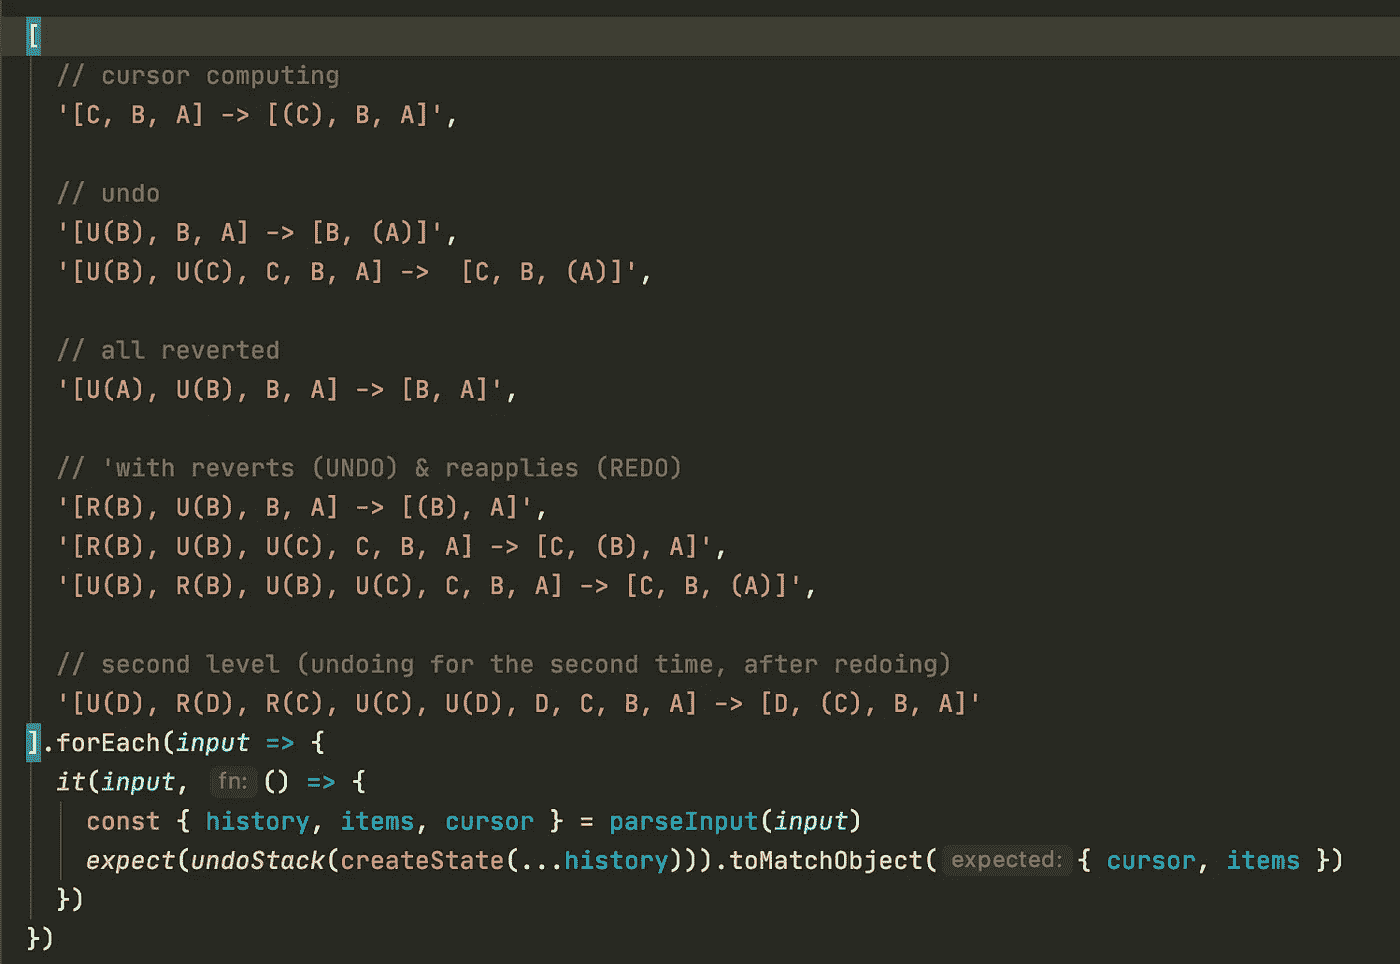 [
// cursor computing
'[C, B, A] -> [(C), B, A]',
// undo
'[U(B), B, A] -> [B, (A)]',
'[U(B), U(C), C, B, A] ->  [C, B, (A)]',
// all reverted
'[U(A), U(B), B, A] -> [B, A]',
// 'with reverts (UNDO) & reapplies (REDO)
'[R(B), U(B), B, A] -> [(B), A]',
'[R(B), U(B), U(C), C, B, A] -> [C, (B), A]',
'[U(B), R(B), U(B), U(C), C, B, A] -> [C, B, (A)]',
// second level (undoing for the second time, after redoing)
'[U(D), R(D), R(C), U(C), U(D), D, C, B, A] -> [D, (C), B, A]'
].forEach(input => {
it(input, fn: () => {
const { history, items, cursor } = parseInput(input)
expect(undoStack(createState(...history))).toMatchObject( expected: { cursor, items })
})
})